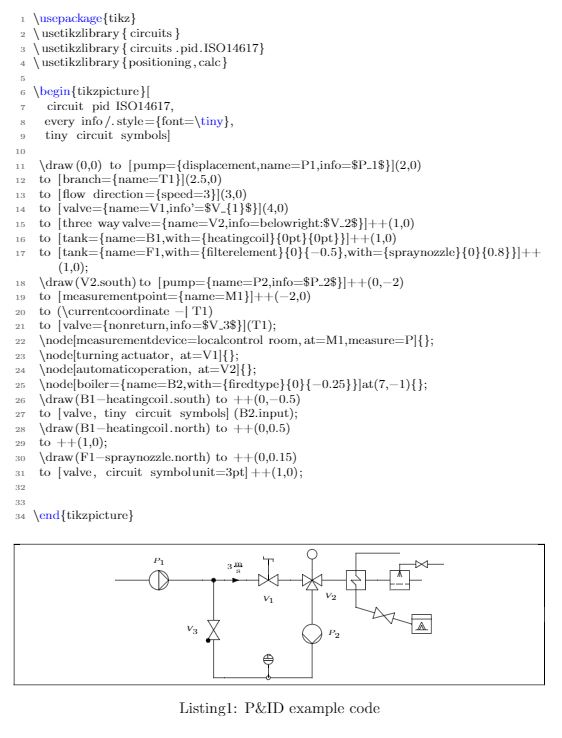 1 \usepackage{tikz}
2 \usetikzlibrary{circuits}
3 \usetikzlibrary{circuits.pid.ISO14617}
4 \usetikzlibrary{positioning,calc}
5
6 \begin{tikzpicture}[
7 circuit pid ISO14617,
8 every info/.style={font=\tiny},
9 tiny circuit symbols]
10
11 \draw(0,0) to [pump={displacement,name=P1,info=$P_1$}](2,0)
12 to [branch={name=T1}](2.5,0)
13 to [flow direction={speed=3}](3,0)
14 to [valve={name=V1,info'=$V_{1}$}](4,0)
15 to [three wayvalve={name=V2,info=belowright:$V_2$}]++(1,0)
16 to [tank={name=B1,with={heatingcoil}{0pt}{0pt}}]++(1,0)
17 to [tank={name=F1,with={filterelement}{0}{−0.5},with={spraynozzle}{0}{0.8}}]++
(1,0);
18 \draw(V2.south)to [pump={name=P2,info=$P_2$}]++(0,−2)
19 to [measurementpoint={name=M1}]++(−2,0)
20 to (\currentcoordinate −| T1)
21 to [valve={nonreturn,info=$V_3$}](T1);
22 \node[measurementdevice=localcontrol room,at=M1,measure=P]{};
23 \node[turningactuator, at=V1]{};
24 \node[automaticoperation, at=V2]{};
25 \node[boiler={name=B2,with={firedtype}{0}{−0.25}}]at(7,−1){};
26 \draw(B1−heatingcoil.south) to ++(0,−0.5)
27 to [valve, tiny circuit symbols] (B2.input);
28 \draw(B1−heatingcoil.north) to ++(0,0.5)
29 to ++(1,0);
30 \draw(F1−spraynozzle.north) to ++(0,0.15)
31 to [valve, circuit symbolunit=3pt]++(1,0);
32
33
34 \end{tikzpicture}
P1
3 m/s
V1
V2
V3
P2
Listing1: P&ID example code